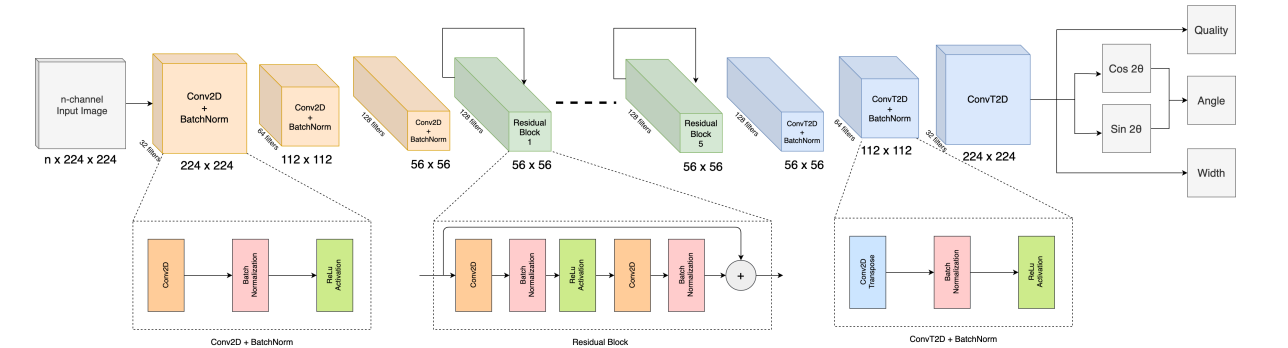 n-channel
Input Image
n x 224 x 224
Conv2D
+
BatchNorm
32 filters
224 x 224
Conv2D
+
BatchNorm
64 filters
112 x 112
Conv2D
+
BatchNorm
128 filters
56 x 56
Residual
Block
1
128 filters
56 x 56
Residual
Block
5
128 filters
56 x 56
ConvT2D
+
BatchNorm
128 filters
56 x 56
ConvT2D
+
BatchNorm
64 filters
112 x 112
ConvT2D
32 filters
224 x 224
Cos 2θ
Sin 2θ
Quality
Angle
Width
Conv2D
Batch
Normalization
ReLu
Activation
Conv2D + BatchNorm
Conv2D
Batch
Normalization
ReLu
Activation
Conv2D
Batch
Normalization
+
Residual Block
Conv2D
Transpose
Batch
Normalization
ReLu
Activation
ConvT2D + BatchNorm